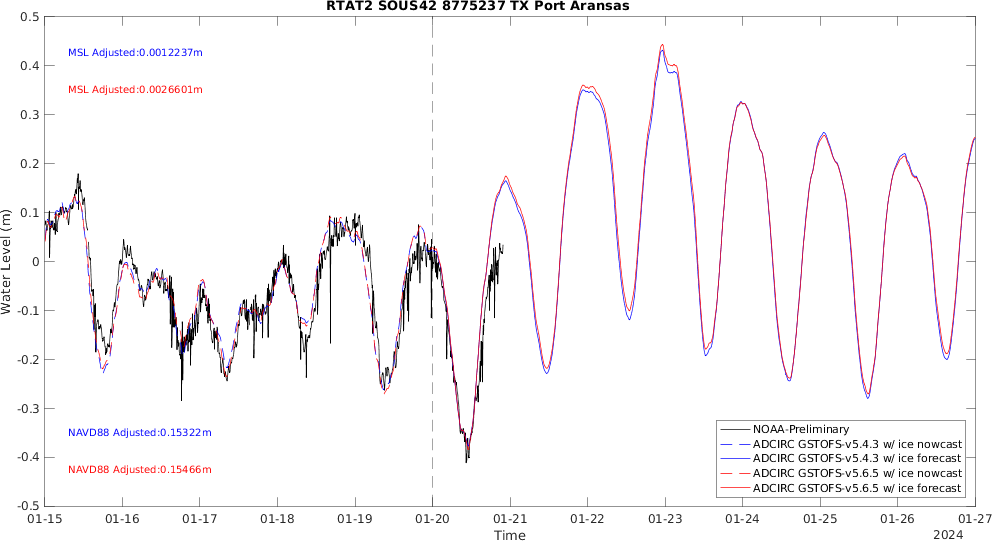 RTAT2 SOUS42 8775237 TX Port Aransas
0.5
0.4
0.3
0.2
0.1
0
-0.1
-0.2
-0.3
-0.4
-0.5
Water Level (m)
MSL Adjusted:0.0012237m
MSL Adjusted:0.0026601m
NAVD88 Adjusted:0.15322m
NAVD88 Adjusted:0.15466m
NOAA-Preliminary
ADCIRC GSTOFS-v5.4.3 w/ ice nowcast
ADCIRC GSTOFS-v5.4.3 w/ ice forecast
ADCIRC GSTOFS-v5.6.5 w/ ice nowcast
ADCIRC GSTOFS-v5.6.5 w/ ice forecast
01-15 01-16 01-17 01-18 01-19 01-20 01-21 01-22 01-23 01-24 01-25 01-26 01-27
Time
2024